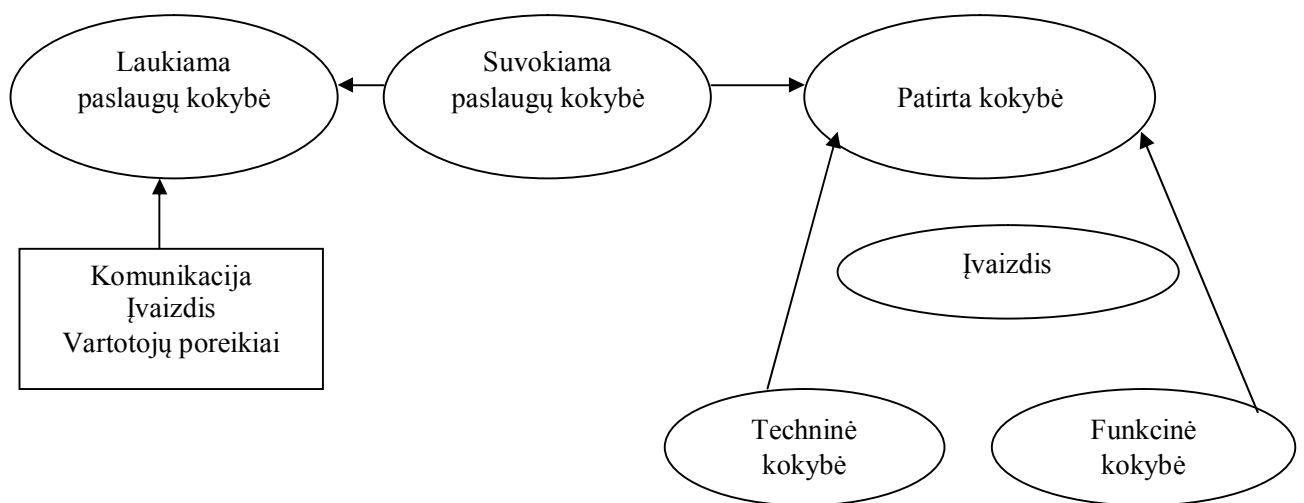 Laukiama
paslaugų kokybė
Suvokiama
paslaugų kokybė
Patirta kokybė
Komunikacija
Įvaizdis
Vartotojų poreikiai
Įvaizdis
Techninė
kokybė
Funkcinė
kokybė